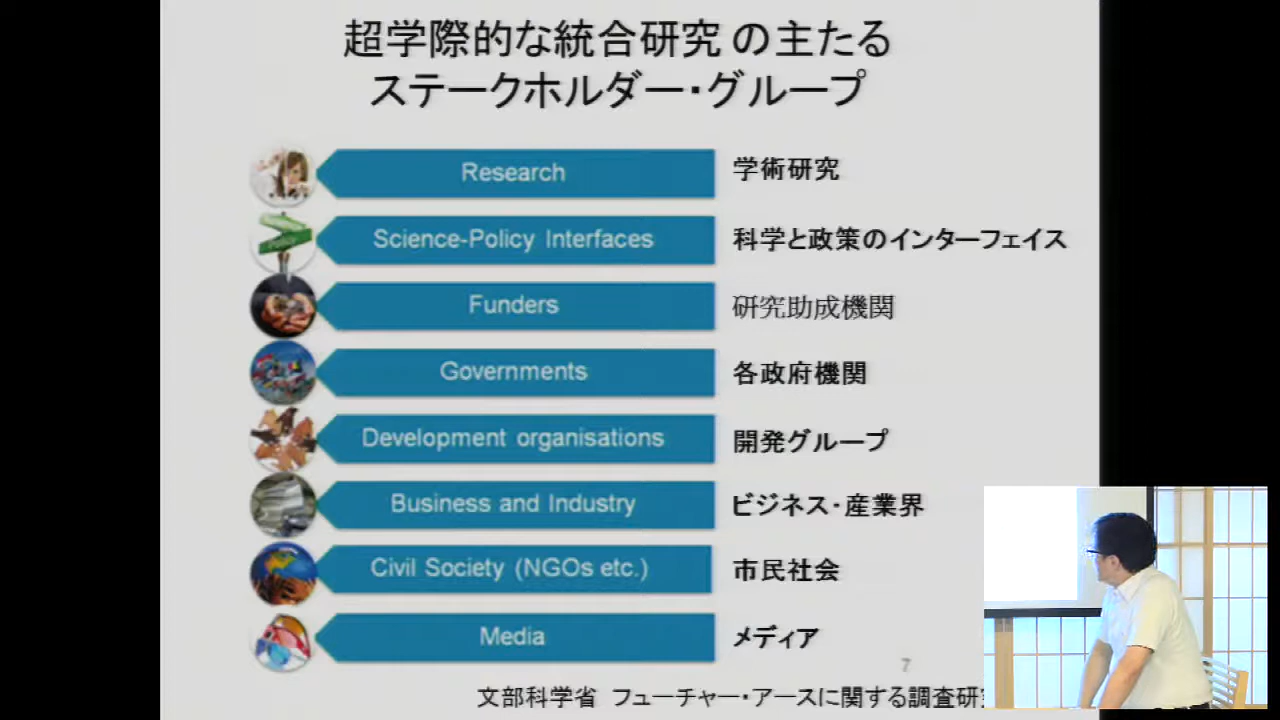 超学際的な統合研究 の主たる
ステークホルダー・グループ
Research 学術研究
Science-Policy Interfaces 科学と政策のインターフェイス
Funders 研究助成機関
Governments 各政府機関
Development organisations 開発グループ
Business and Industry ビジネス・産業界
Civil Society (NGOs etc.) 市民社会
Media メディア
7
文部科学省 フューチャー・アースに関する調査研